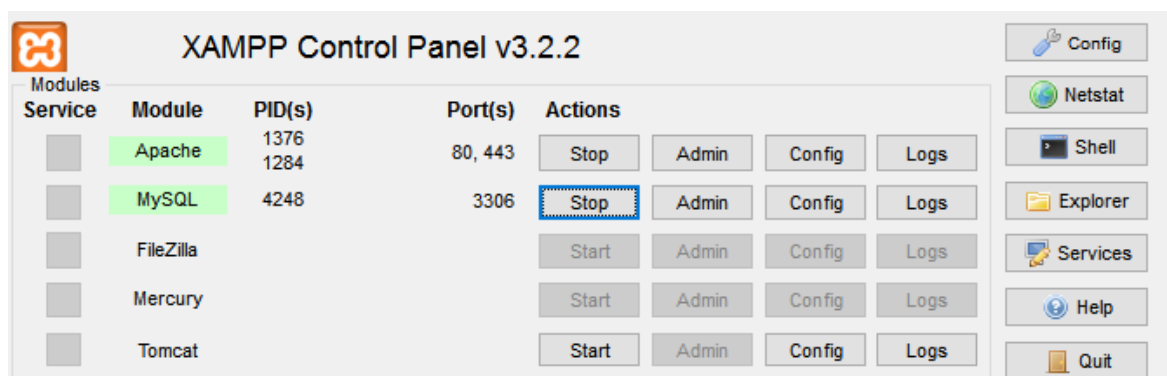 XAMPP Control Panel v3.2.2
Modules
Service Module PID(s) Port(s) Actions
Apache 1376 1284 80, 443 Stop Admin Config Logs
MySQL 4248 3306 Stop Admin Config Logs
FileZilla Start Admin Config Logs
Mercury Start Admin Config Logs
Tomcat Start Admin Config Logs
Config
Netstat
Shell
Explorer
Services
Help
Quit